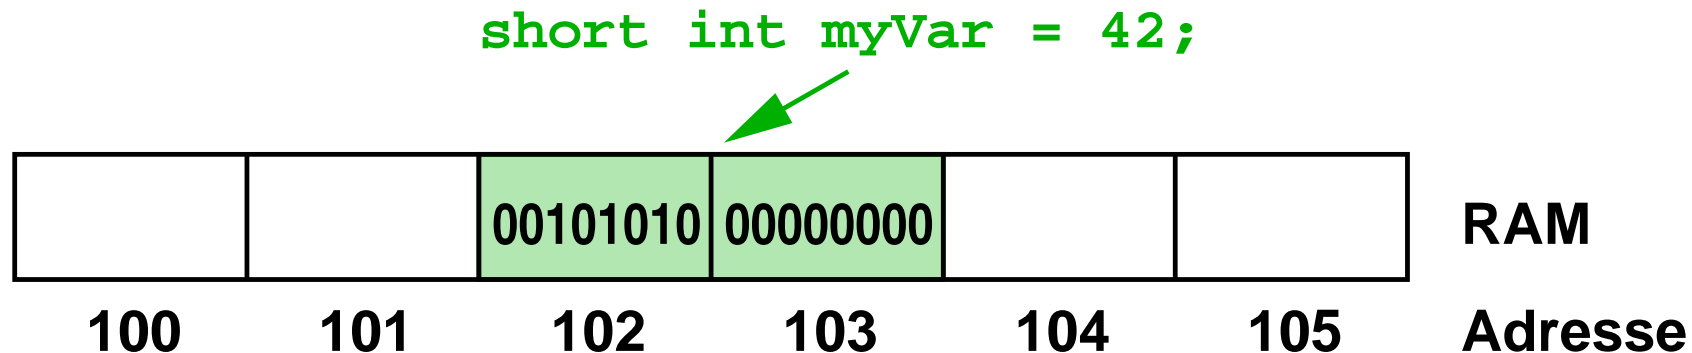 short int myVar = 42;
00101010 00000000 RAM
100 101 102 103 104 105 Adresse